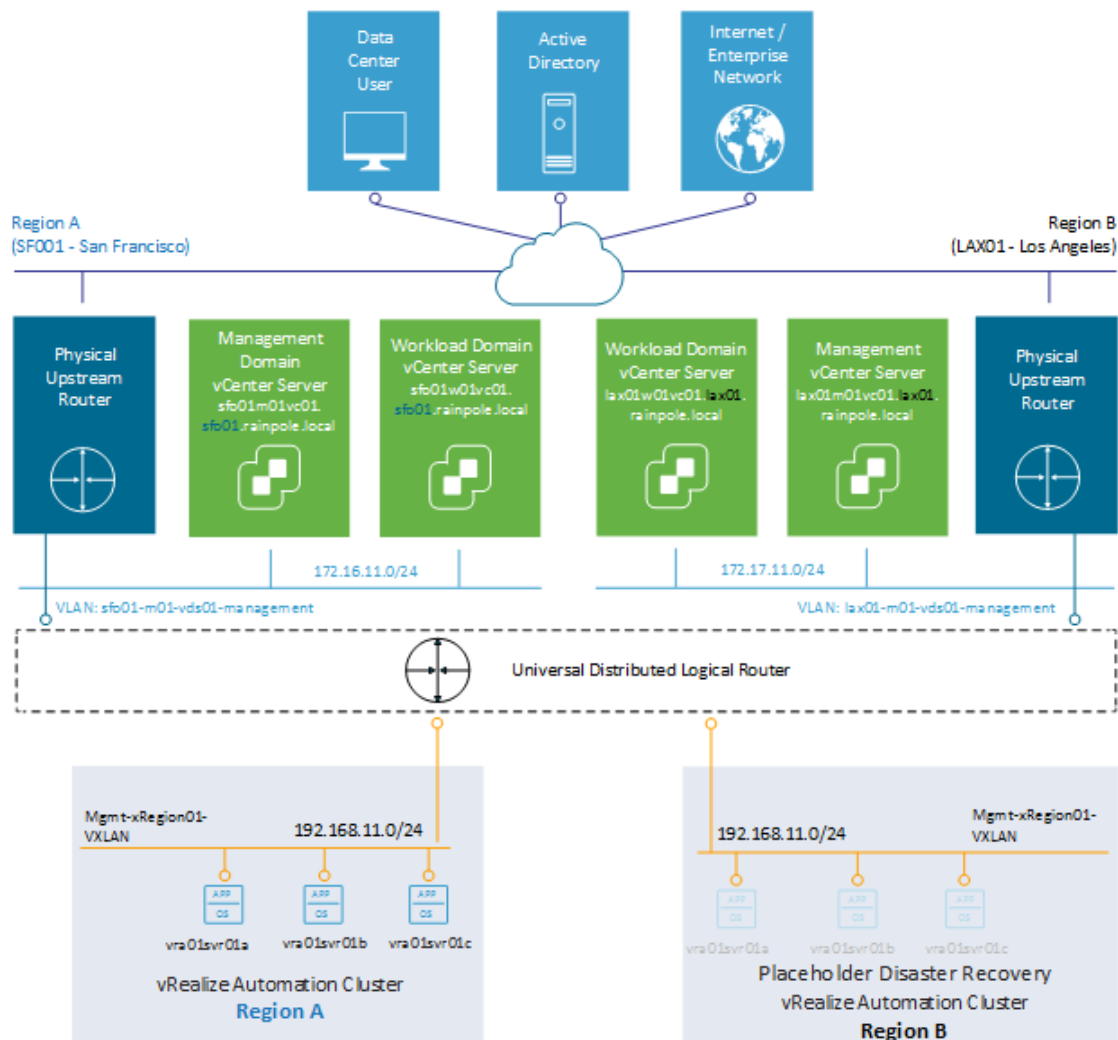 Data
Center
User
Active
Directory
Internet /
Enterprise
Network
Region A
(SF001 - San Francisco)
Region B
(LAX01 - Los Angeles)
Physical
Upstream
Router
Management
Domain
vCenter Server
sfo01m01vc01.
sfo01.rainpole.local
Workload Domain
vCenter Server
sfo01w01vc01.
sfo01.rainpole.local
Workload Domain
vCenter Server
lax01w01vc01.lax01.
rainpole.local
Management
vCenter Server
lax01m01vc01.lax01.
rainpole.local
Physical
Upstream
Router
172.16.11.0/24
172.17.11.0/24
VLAN: sfo01-m01-vds01-management
VLAN: lax01-m01-vds01-management
Universal Distributed Logical Router
Mgmt-xRegion01-
VXLAN
192.168.11.0/24
APP
OS
APP
OS
APP
OS
vra01svr01a
vra01svr01b
vra01svr01c
vRealize Automation Cluster
Region A
192.168.11.0/24
Mgmt-xRegion01-
VXLAN
APP
OS
APP
OS
APP
OS
vra01svr01a
vra01svr01b
vra01svr01c
Placeholder Disaster Recovery
vRealize Automation Cluster
Region B